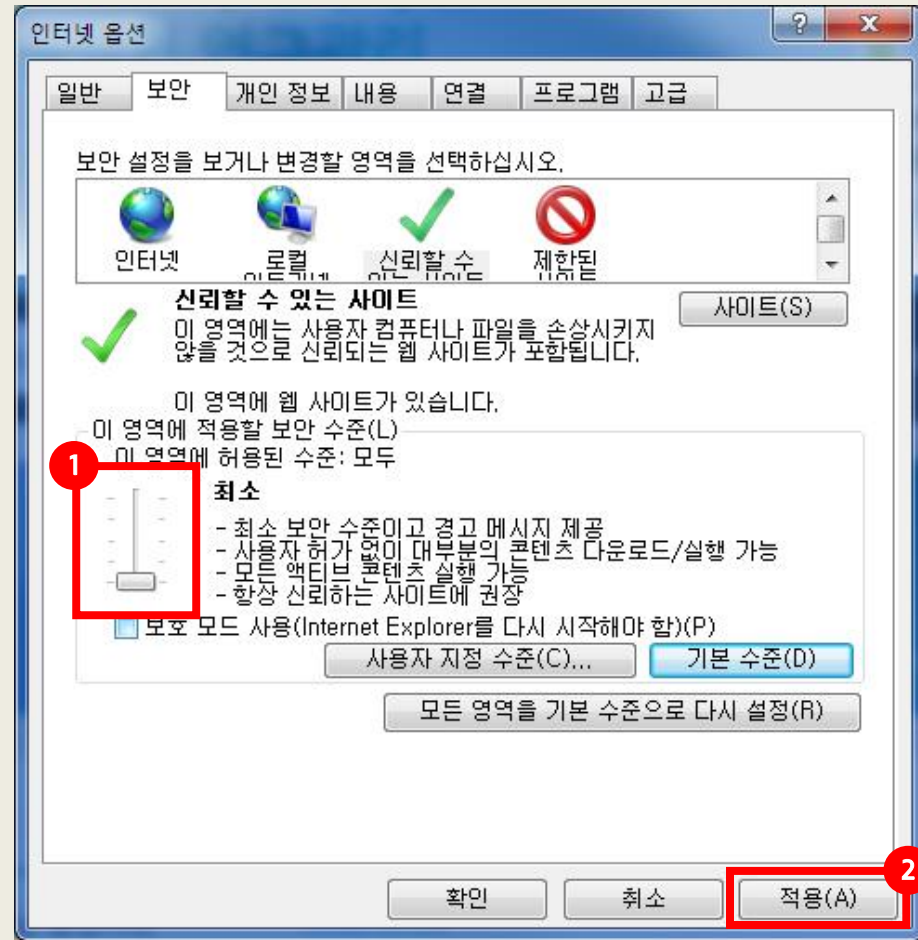 인터넷 옵션
일반 보안 개인 정보 내용 연결 프로그램 고급
보안 설정을 보거나 변경할 영역을 선택하십시오.
인터넷 로컬 신뢰할 수 제한된
신뢰할 수 있는 사이트
사이트(S)
이 영역에는 사용자 컴퓨터나 파일을 손상시키지
않을 것으로 신뢰되는 웹 사이트가 포함됩니다.
이 영역에 웹 사이트가 있습니다.
이 영역에 적용할 보안 수준(L)
이 영역에 허용된 수준: 모두
1
최소
- 최소 보안 수준이고 경고 메시지 제공
- 사용자 허가 없이 대부분의 콘텐츠 다운로드/실행 가능
- 모든 액티브 콘텐츠 실행 가능
- 항상 신뢰하는 사이트에 권장
보호 모드 사용(Internet Explorer를 다시 시작해야 함)(P)
사용자 지정 수준(C)... 기본 수준(D)
모든 영역을 기본 수준으로 다시 설정(R)
2
확인 취소 적용(A)